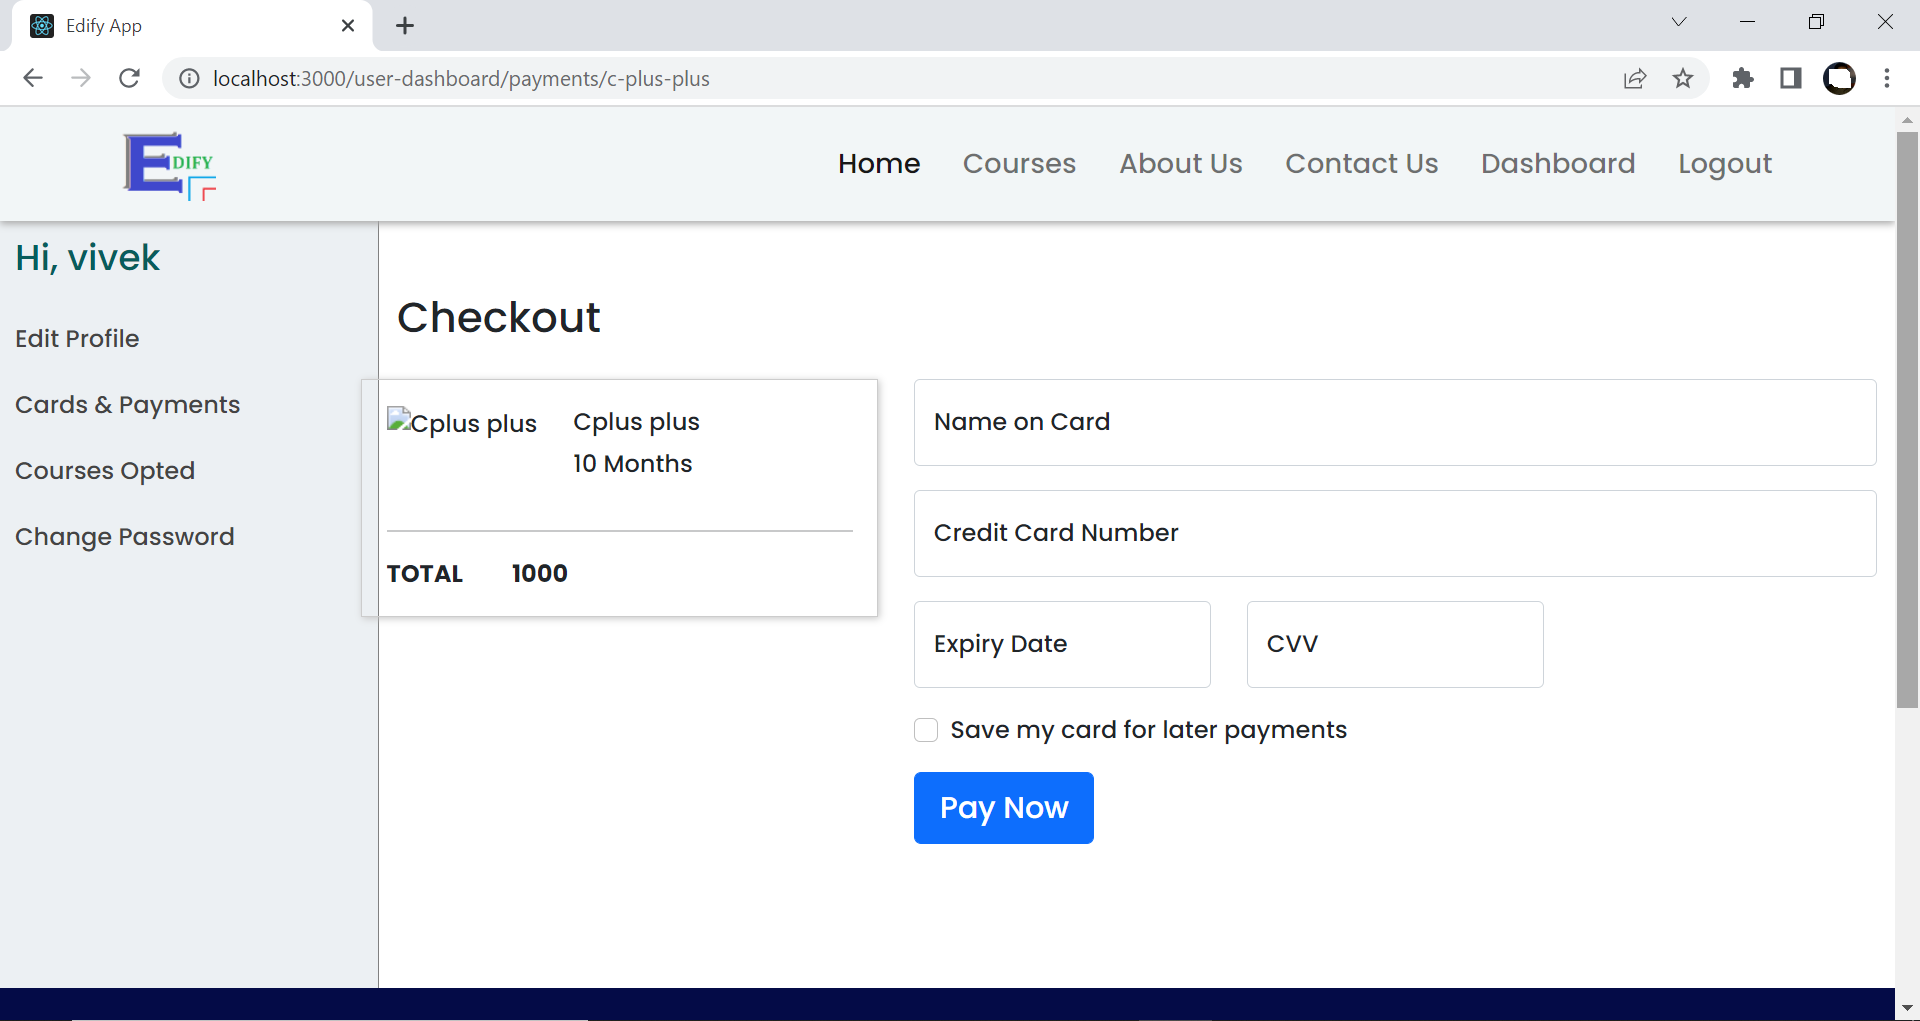 Edify App
localhost:3000/user-dashboard/payments/c-plus-plus
EDIFY
Home Courses About Us Contact Us Dashboard Logout
Hi, vivek
Edit Profile
Cards & Payments
Courses Opted
Change Password
Checkout
Cplus plus
Cplus plus
10 Months
TOTAL 1000
Name on Card
Credit Card Number
Expiry Date
CVV
Save my card for later payments
Pay Now